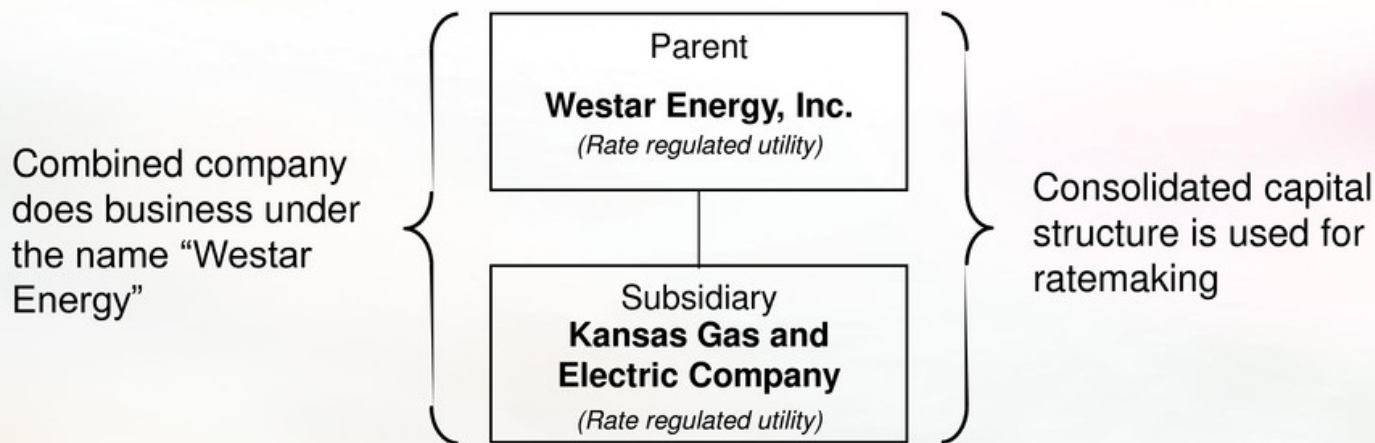 Combined company
does business under
the name “Westar
Energy”
Parent
Westar Energy, Inc.
(Rate regulated utility)
Subsidiary
Kansas Gas and
Electric Company
(Rate regulated utility)
Consolidated capital
structure is used for
ratemaking